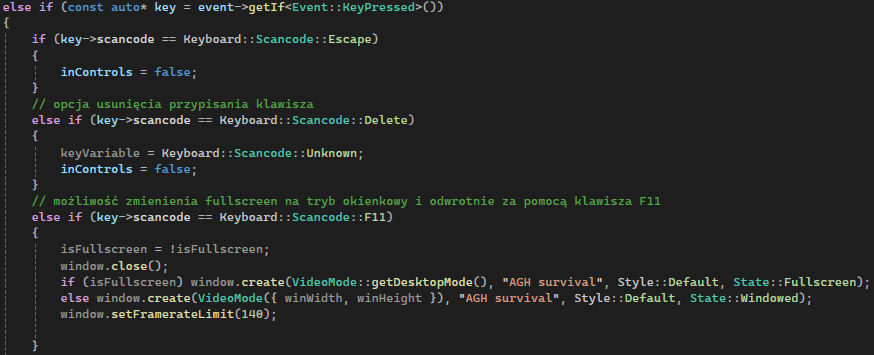 else if (const auto* key = event->getIf<Event::KeyPressed>())
{
if (key->scancode == Keyboard::Scancode::Escape)
{
inControls = false;
}
// opcja usunięcia przypisania klawisza
else if (key->scancode == Keyboard::Scancode::Delete)
{
keyVariable = Keyboard::Scancode::Unknown;
inControls = false;
}
// możliwość zmienienia fullscreen na tryb okienkowy i odwrotnie za pomocą klawisza F11
else if (key->scancode == Keyboard::Scancode::F11)
{
isFullscreen = !isFullscreen;
window.close();
if (isFullscreen) window.create(VideoMode::getDesktopMode(), "AGH survival", Style::Default, State::Fullscreen);
else window.create(VideoMode({ winWidth, winHeight }), "AGH survival", Style::Default, State::Windowed);
window.setFramerateLimit(140);
}